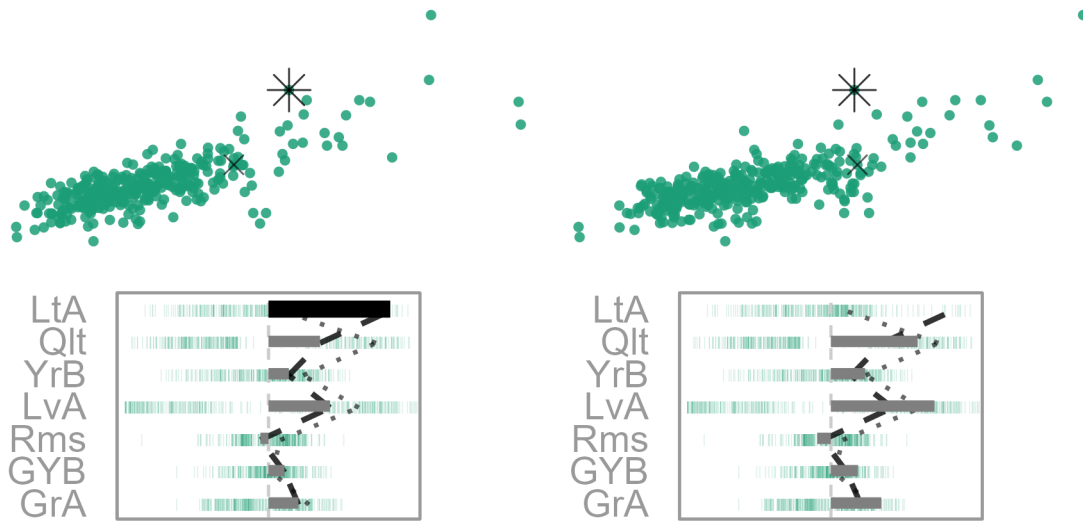 LtA LtA
Qlt Qlt
YrB YrB
LvA LvA
Rms Rms
GYB GYB
GrA GrA